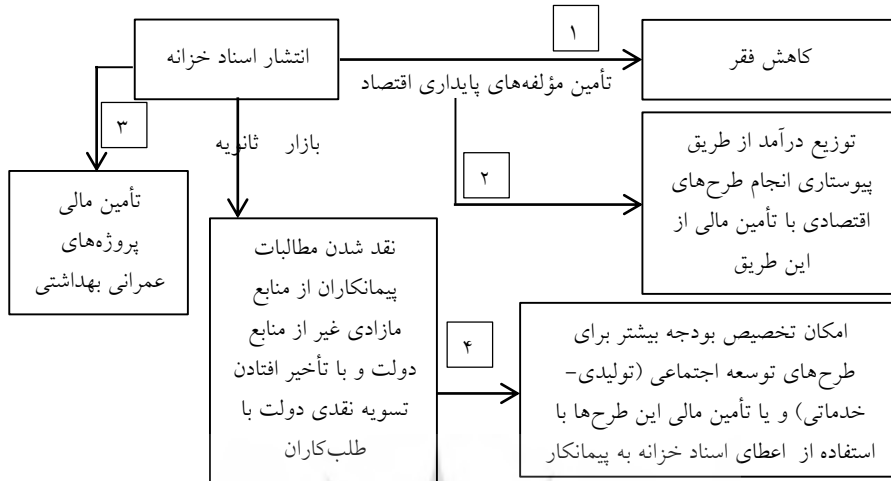 انتشار اسناد خزانه
۱
تأمین مؤلفه‌های پایداری اقتصاد
کاهش فقر
۲
توزیع درآمد از طریق
پیوستاری انجام طرح‌های
اقتصادی با تأمین مالی از
این طریق
۳
تأمین مالی
پروژه‌های
عمرانی بهداشتی
بازار ثانویه
نقد شدن مطالبات
پیمانکاران از منابع
مازادی غیر از منابع
دولت و با تأخیر افتادن
تسویه نقدی دولت با
طلب‌کاران
۴
امکان تخصیص بودجه بیشتر برای
طرح‌های توسعه اجتماعی (تولیدی-
خدماتی) و یا تأمین مالی این طرح‌ها با
استفاده از اعطای اسناد خزانه به پیمانکار